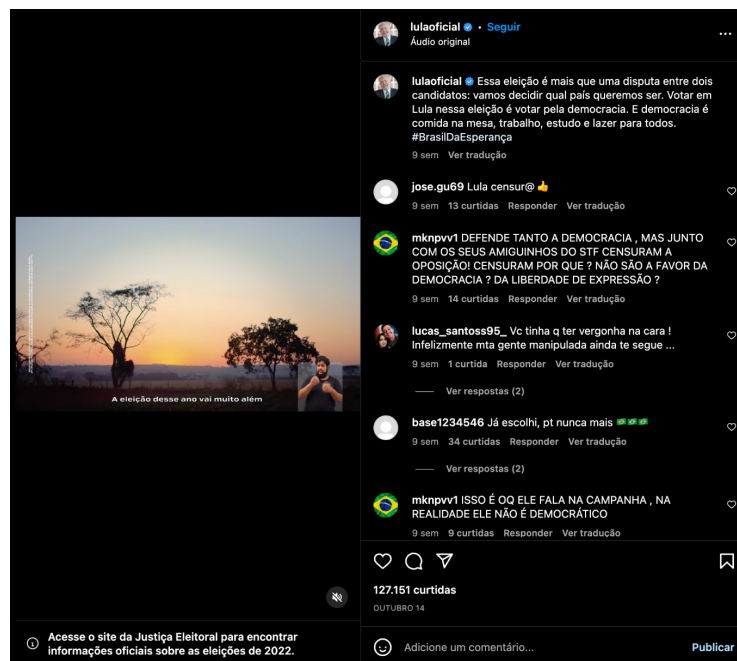 lulaoficial • Seguir
Áudio original
lulaoficial Essa eleição é mais que uma disputa entre dois
candidatos: vamos decidir qual país queremos ser. Votar em
Lula nessa eleição é votar pela democracia. E democracia é
comida na mesa, trabalho, estudo e lazer para todos.
#BrasilDaEsperança
9 sem Ver tradução
jose.gu69 Lula censur@ 👍
9 sem 13 curtidas Responder Ver tradução
mknpvv1 DEFENDE TANTO A DEMOCRACIA , MAS JUNTO
COM OS SEUS AMIGUINHOS DO STF CENSURAM A
OPOSIÇÃO! CENSURAM POR QUE ? NÃO SÃO A FAVOR DA
DEMOCRACIA ? DA LIBERDADE DE EXPRESSÃO ?
9 sem 14 curtidas Responder Ver tradução
lucas_santoss95_ Vc tinha q ter vergonha na cara !
Infelizmente mta gente manipulada ainda te segue ...
9 sem 1 curtida Responder Ver tradução
Ver respostas (2)
base1234546 Já escolhi, pt nunca mais 🇧🇷🇧🇷🇧🇷
9 sem 34 curtidas Responder Ver tradução
Ver respostas (2)
mknpvv1 ISSO É OQ ELE FALA NA CAMPANHA , NA
REALIDADE ELE NÃO É DEMOCRÁTICO
9 sem 9 curtidas Responder Ver tradução
127.151 curtidas
OUTUBRO 14
Adicione um comentário... Publicar
A eleição desse ano vai muito além
Acesse o site da Justiça Eleitoral para encontrar
informações oficiais sobre as eleições de 2022.